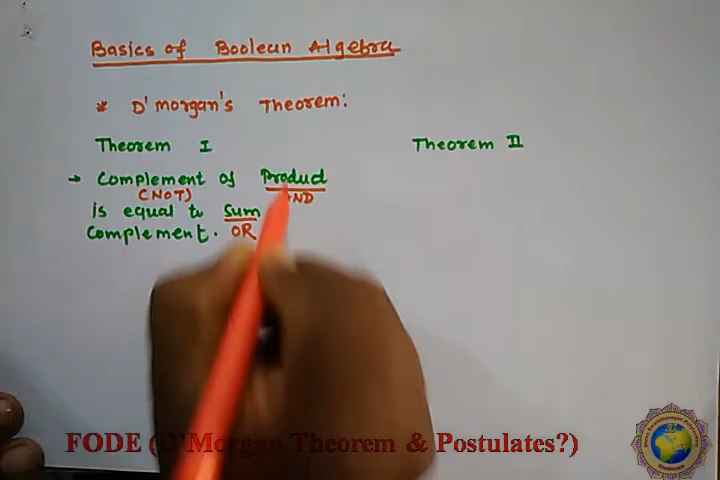 Basics of Boolean Algebra
* D'morgan's Theorem:
Theorem I
Theorem II
→ Complement of Product
(NOT) AND
is equal to Sum
complement. OR
FODE (D'Morgan Theorem & Postulates?)